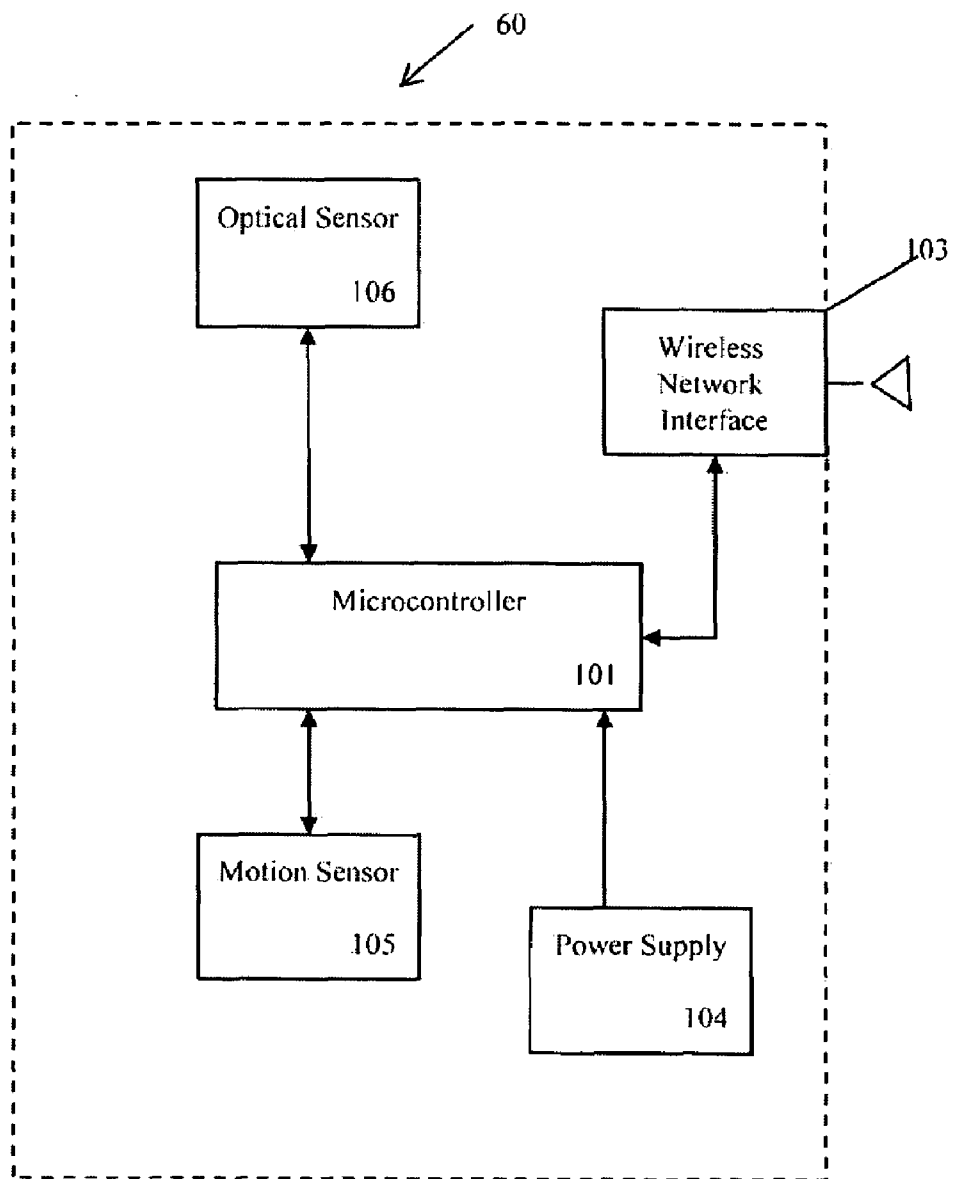 60
Optical Sensor
106
103
Wireless
Network
Interface
Microcontroller
101
Motion Sensor
105
Power Supply
104